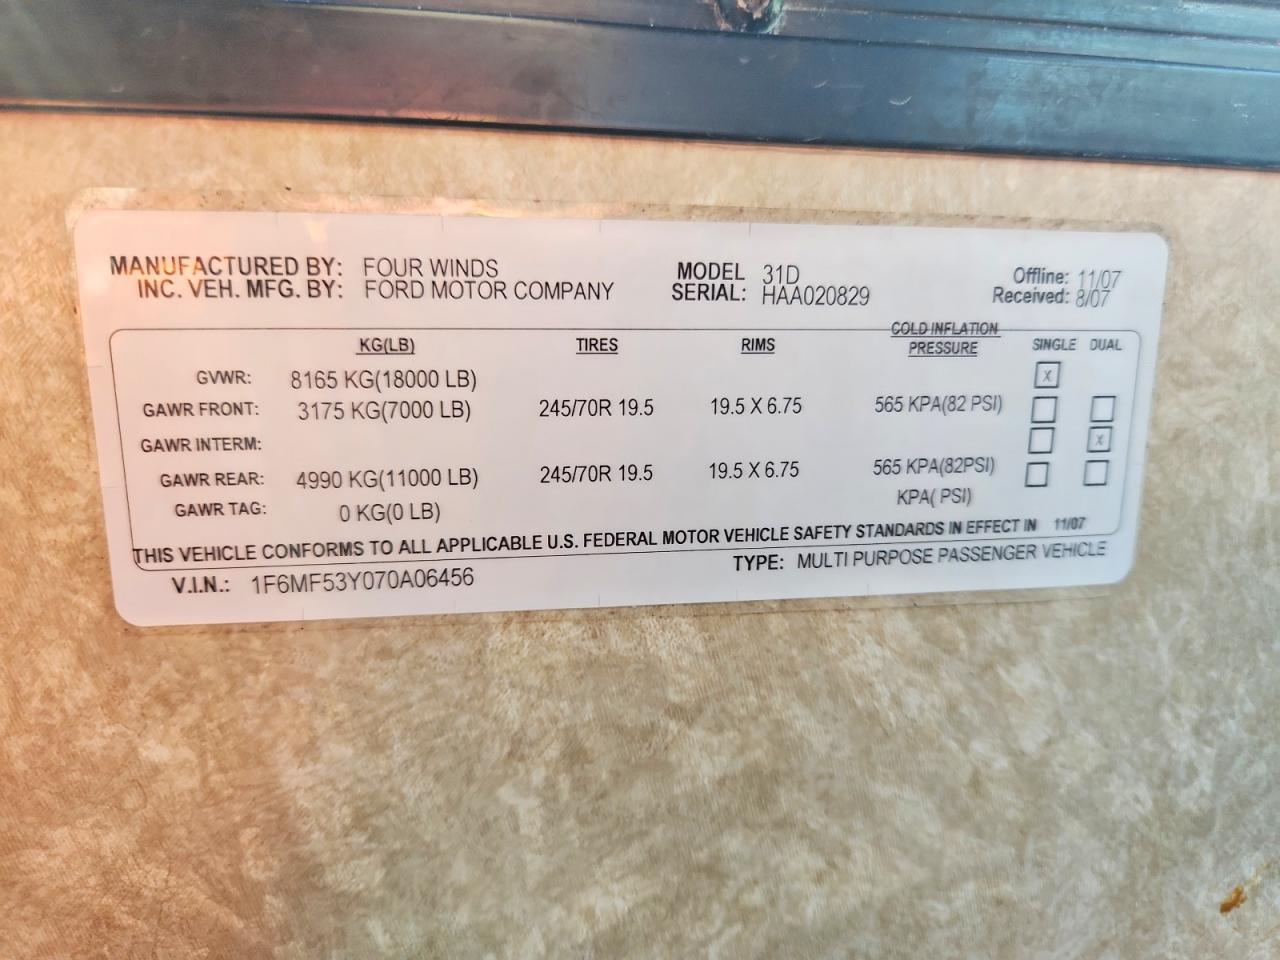 MANUFACTURED BY: FOUR WINDS MODEL 31D Offline: 11/07
INC. VEH. MFG. BY: FORD MOTOR COMPANY SERIAL: HAA020829 Received: 8/07
KG(LB) TIRES RIMS COLD INFLATION PRESSURE SINGLE DUAL
GVWR: 8165 KG(18000 LB) X
GAWR FRONT: 3175 KG(7000 LB) 245/70R 19.5 19.5 X 6.75 565 KPA(82 PSI)
GAWR INTERM: X
GAWR REAR: 4990 KG(11000 LB) 245/70R 19.5 19.5 X 6.75 565 KPA(82PSI)
GAWR TAG: 0 KG(0 LB) KPA( PSI)
THIS VEHICLE CONFORMS TO ALL APPLICABLE U.S. FEDERAL MOTOR VEHICLE SAFETY STANDARDS IN EFFECT IN 11/07
V.I.N.: 1F6MF53Y070A06456 TYPE: MULTI PURPOSE PASSENGER VEHICLE